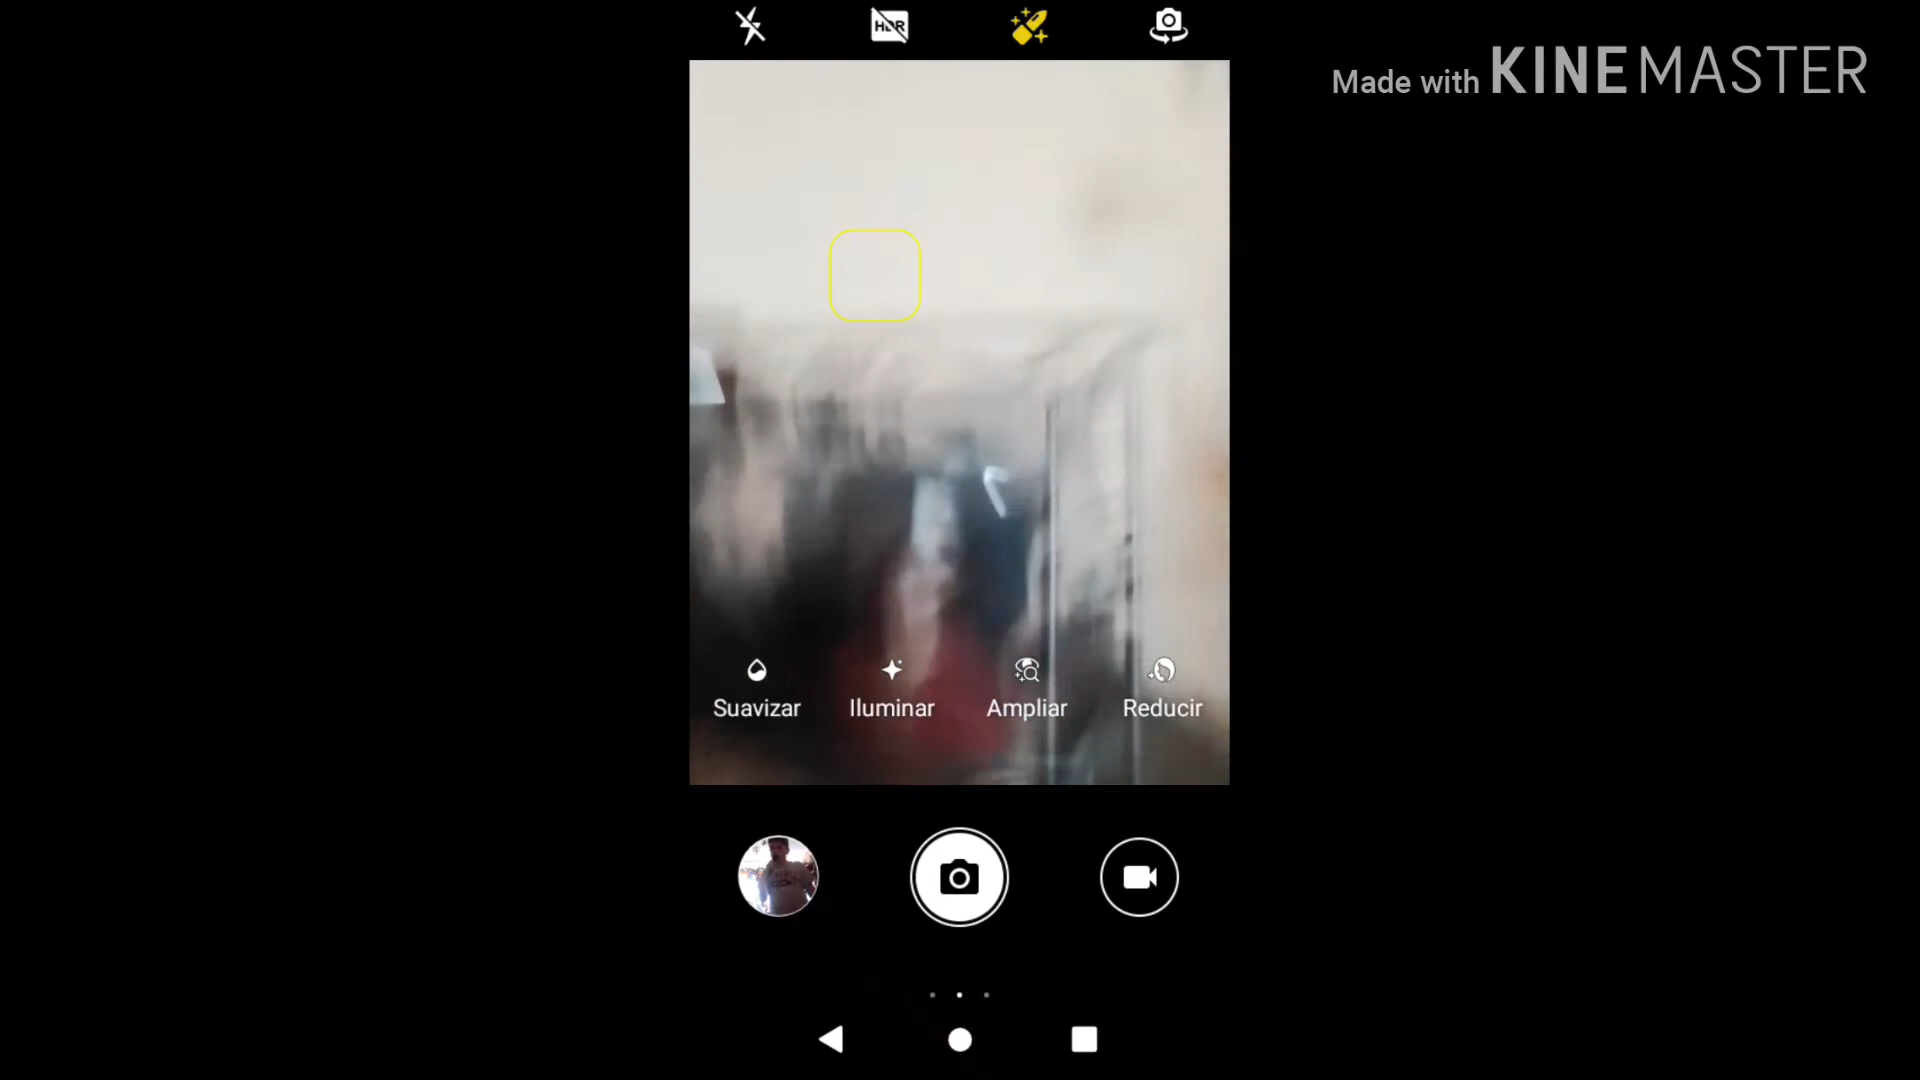 HDR
Made with KINEMASTER
Suavizar
Iluminar
Ampliar
Reducir